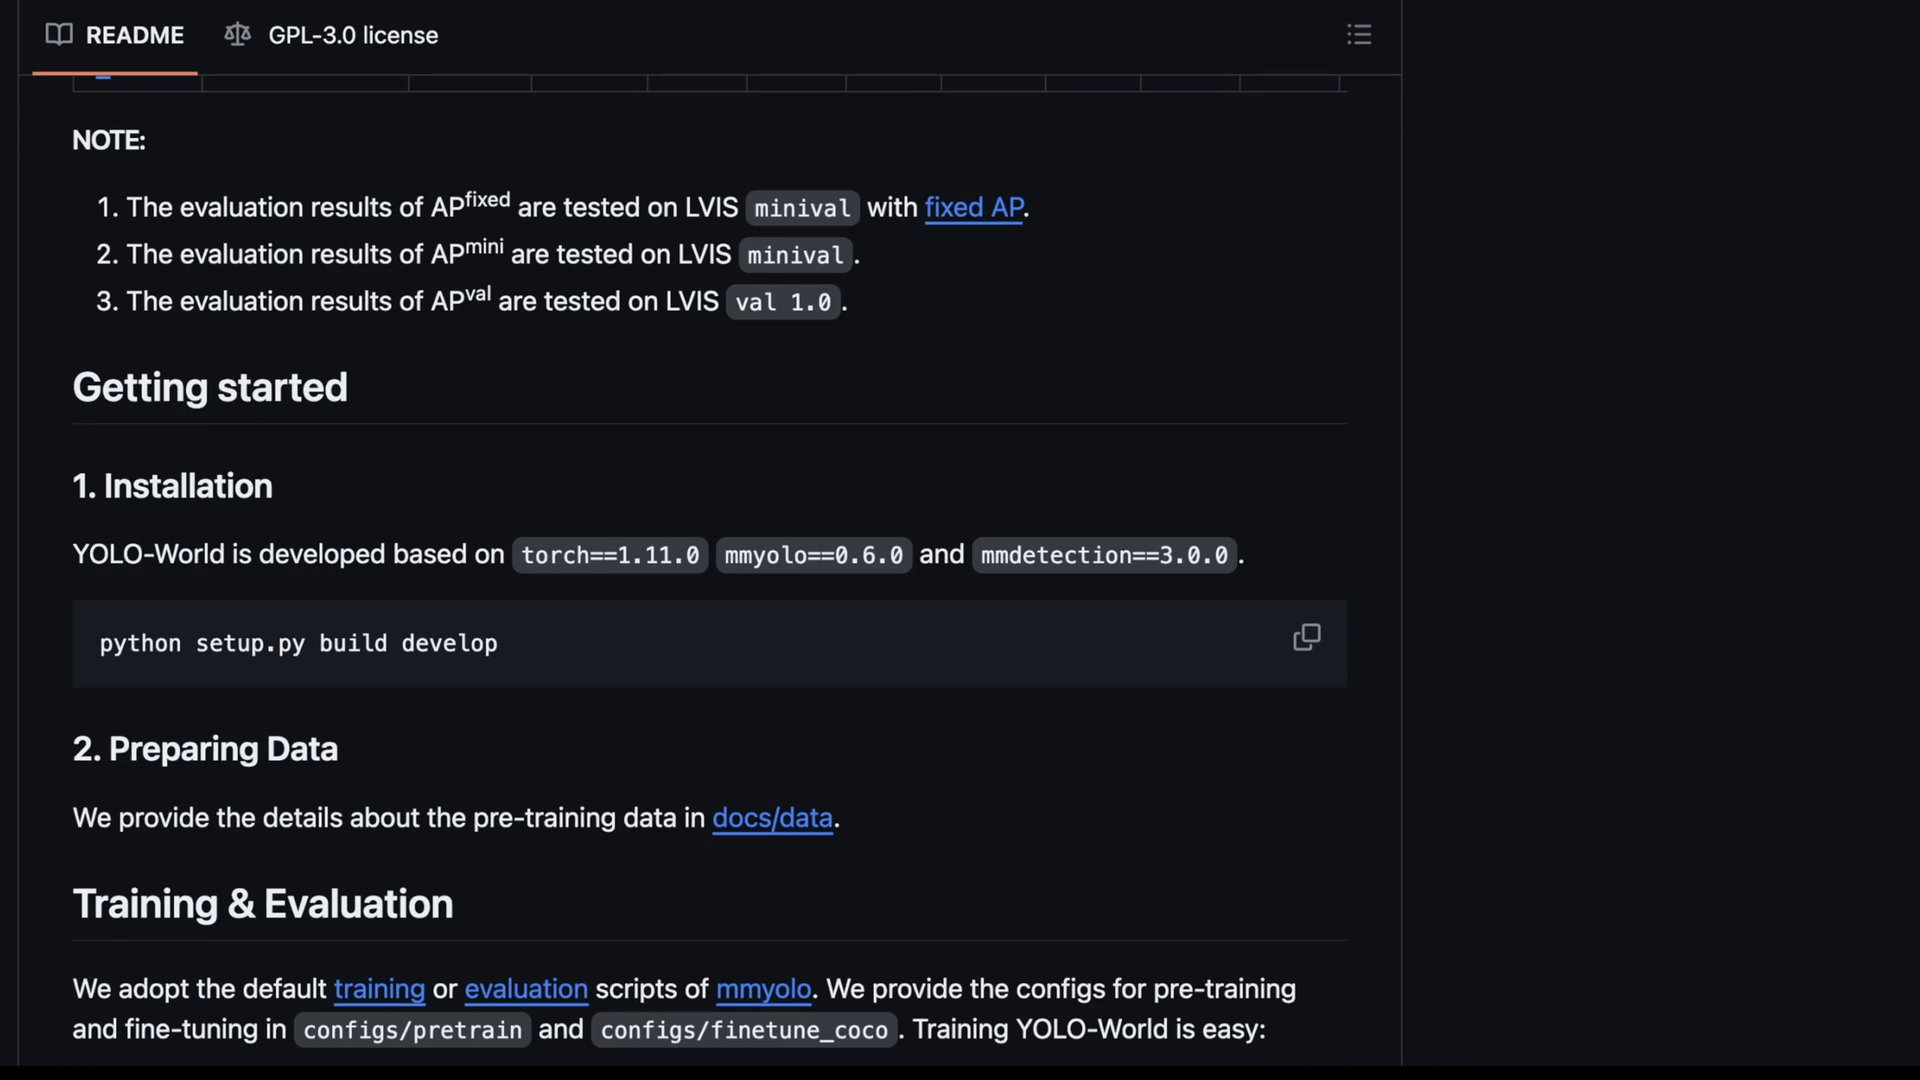 README GPL-3.0 license
NOTE:
1. The evaluation results of APfixed are tested on LVIS minival with fixed AP.
2. The evaluation results of APmini are tested on LVIS minival.
3. The evaluation results of APval are tested on LVIS val 1.0.
Getting started
1. Installation
YOLO-World is developed based on torch==1.11.0 mmyolo==0.6.0 and mmdetection==3.0.0.
python setup.py build develop
2. Preparing Data
We provide the details about the pre-training data in docs/data.
Training & Evaluation
We adopt the default training or evaluation scripts of mmyolo. We provide the configs for pre-training
and fine-tuning in configs/pretrain and configs/finetune_coco. Training YOLO-World is easy: